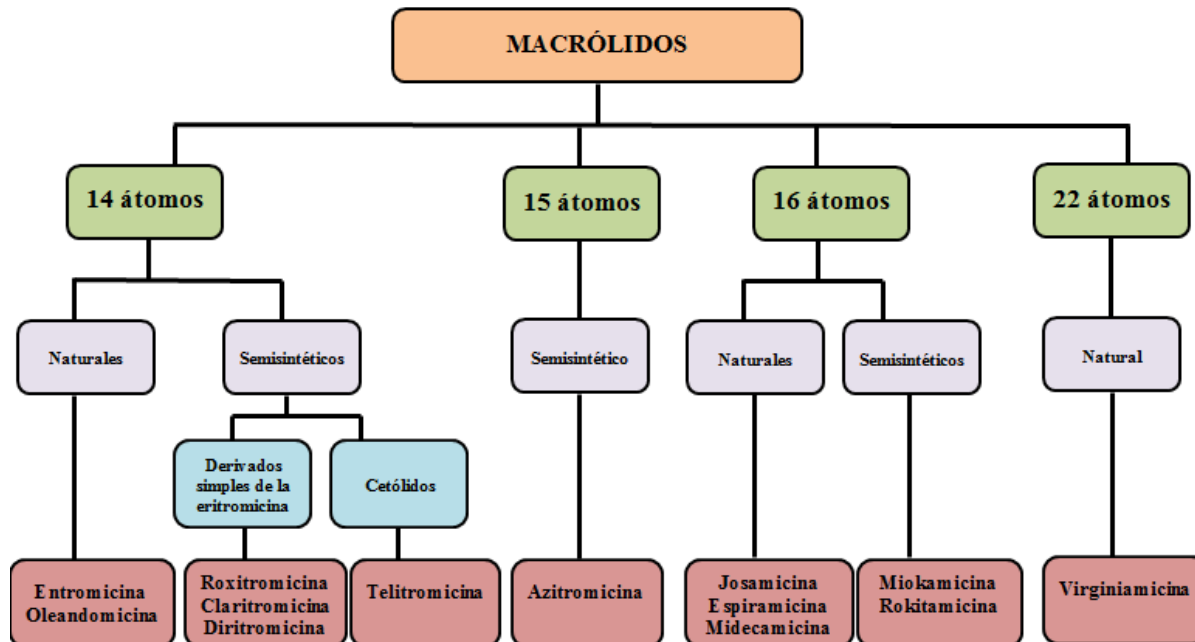 MACRÓLIDOS
14 átomos
15 átomos
16 átomos
22 átomos
Naturales
Semisintéticos
Semisintético
Naturales
Semisintéticos
Natural
Derivados
simples de la
eritromicina
Cetólidos
Entromicina
Oleandomicina
Roxitromicina
Claritromicina
Diritromicina
Telitromicina
Azitromicina
Josamicina
Espiramicina
Midecamicina
Miokamicina
Rokitamicina
Virginiamicina